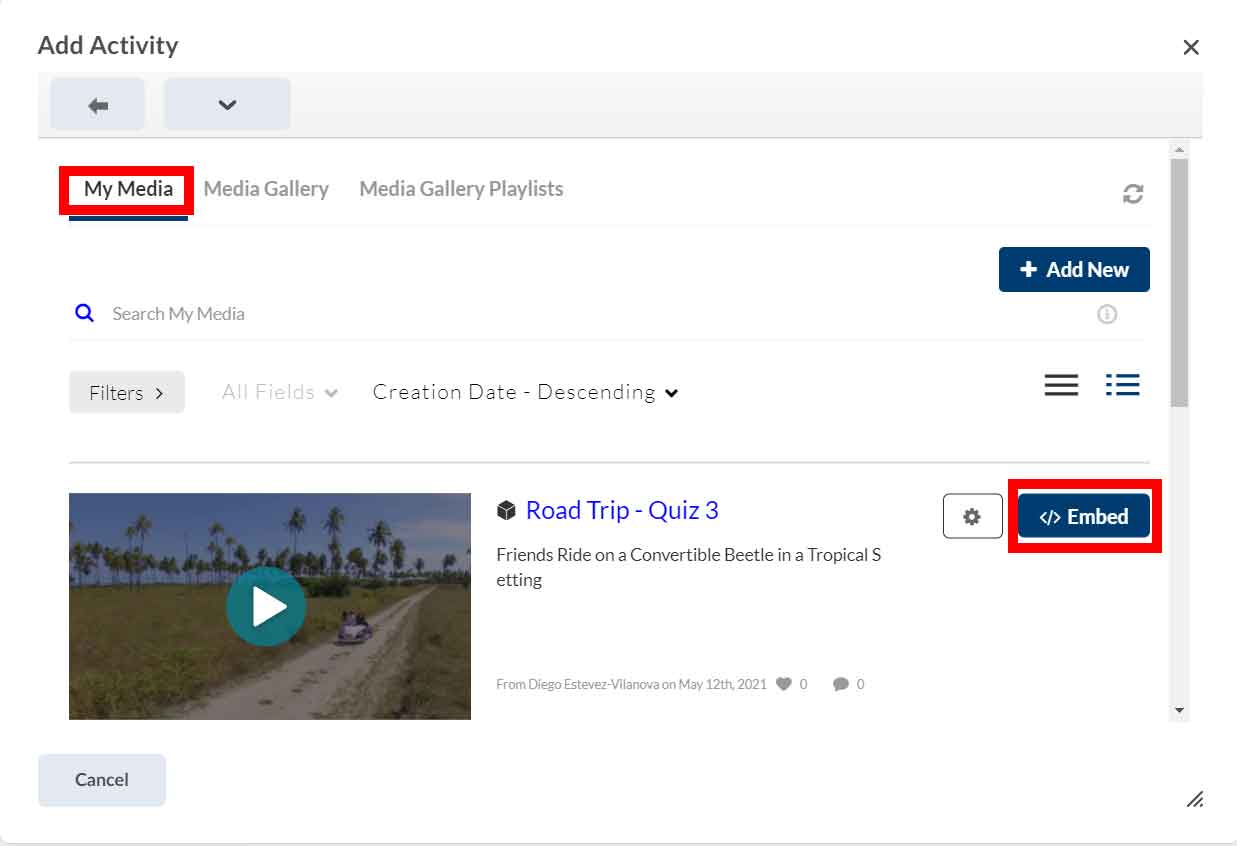 Add Activity
My Media Media Gallery Media Gallery Playlists
+ Add New
Search My Media
Filters > All Fields Creation Date - Descending
Road Trip - Quiz 3
</> Embed
Friends Ride on a Convertible Beetle in a Tropical S
etting
From Diego Estevez-Vilanova on May 12th, 2021 0 0
Cancel